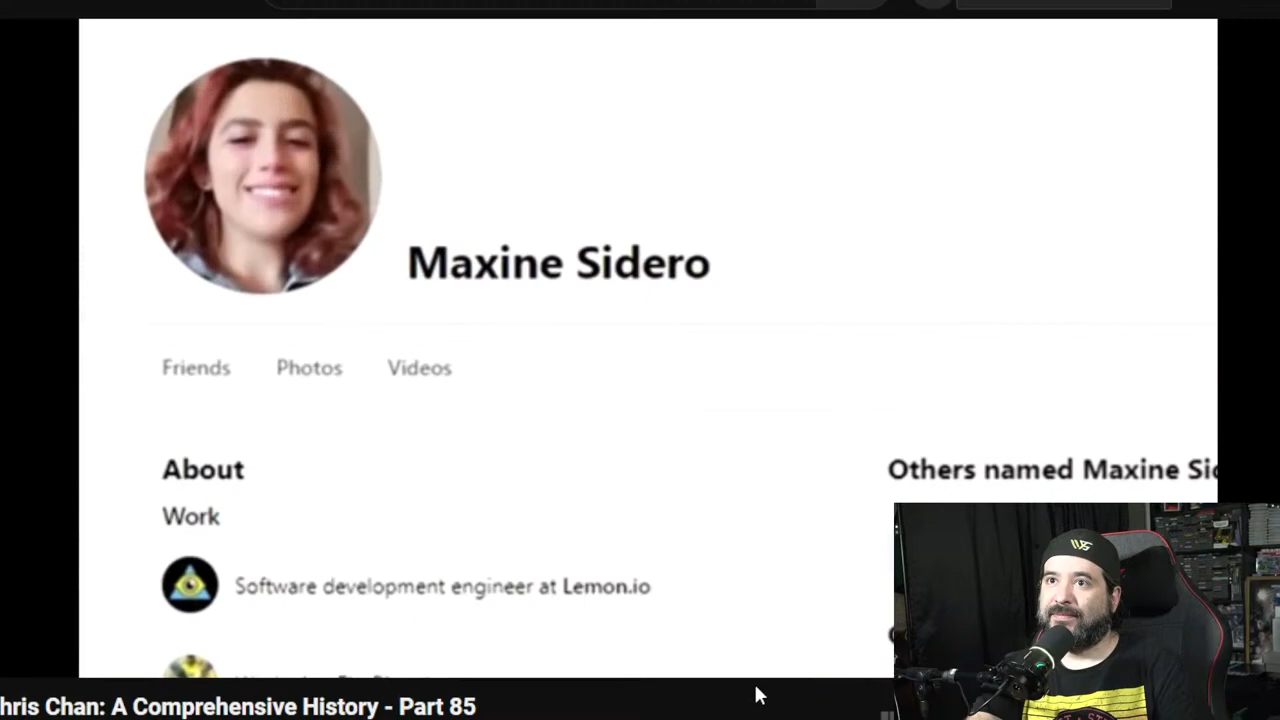 Maxine Sidero
Friends Photos Videos
About
Others named Maxine Sid
Work
Software development engineer at Lemon.io
hris Chan: A Comprehensive History - Part 85